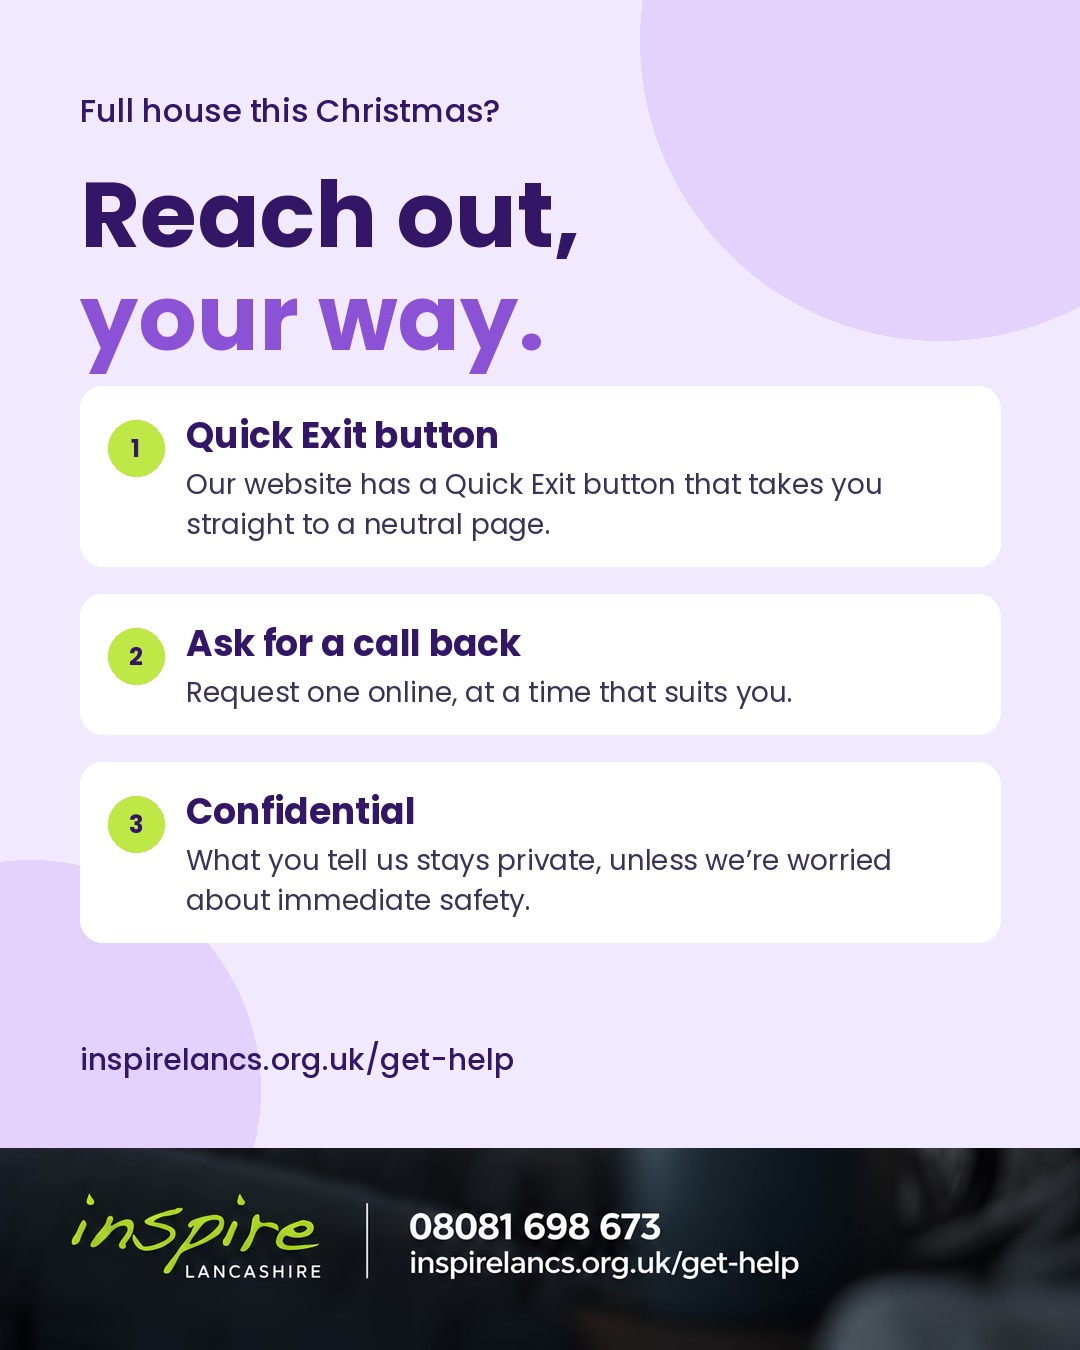 Full house this Christmas?
Reach out,
your way.
1
Quick Exit button
Our website has a Quick Exit button that takes you
straight to a neutral page.
2
Ask for a call back
Request one online, at a time that suits you.
3
Confidential
What you tell us stays private, unless we’re worried
about immediate safety.
inspirelancs.org.uk/get-help
inspire
LANCASHIRE
08081 698 673
inspirelancs.org.uk/get-help